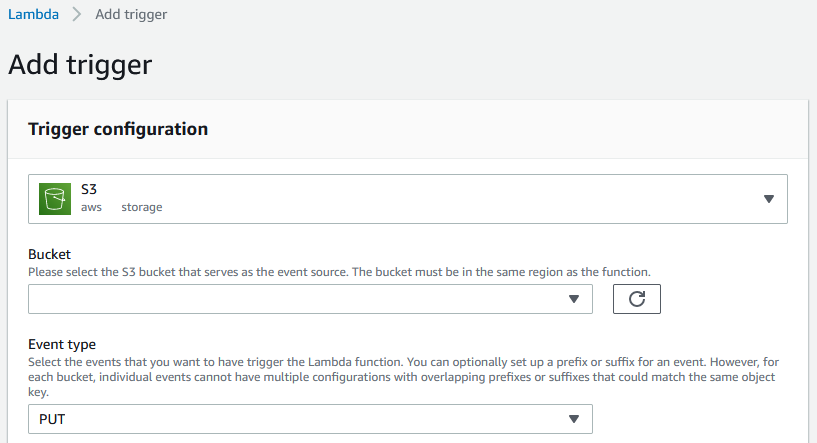 Lambda > Add trigger
Add trigger
Trigger configuration
S3
aws storage
Bucket
Please select the S3 bucket that serves as the event source. The bucket must be in the same region as the function.
Event type
Select the events that you want to have trigger the Lambda function. You can optionally set up a prefix or suffix for an event. However, for
each bucket, individual events cannot have multiple configurations with overlapping prefixes or suffixes that could match the same object
key.
PUT